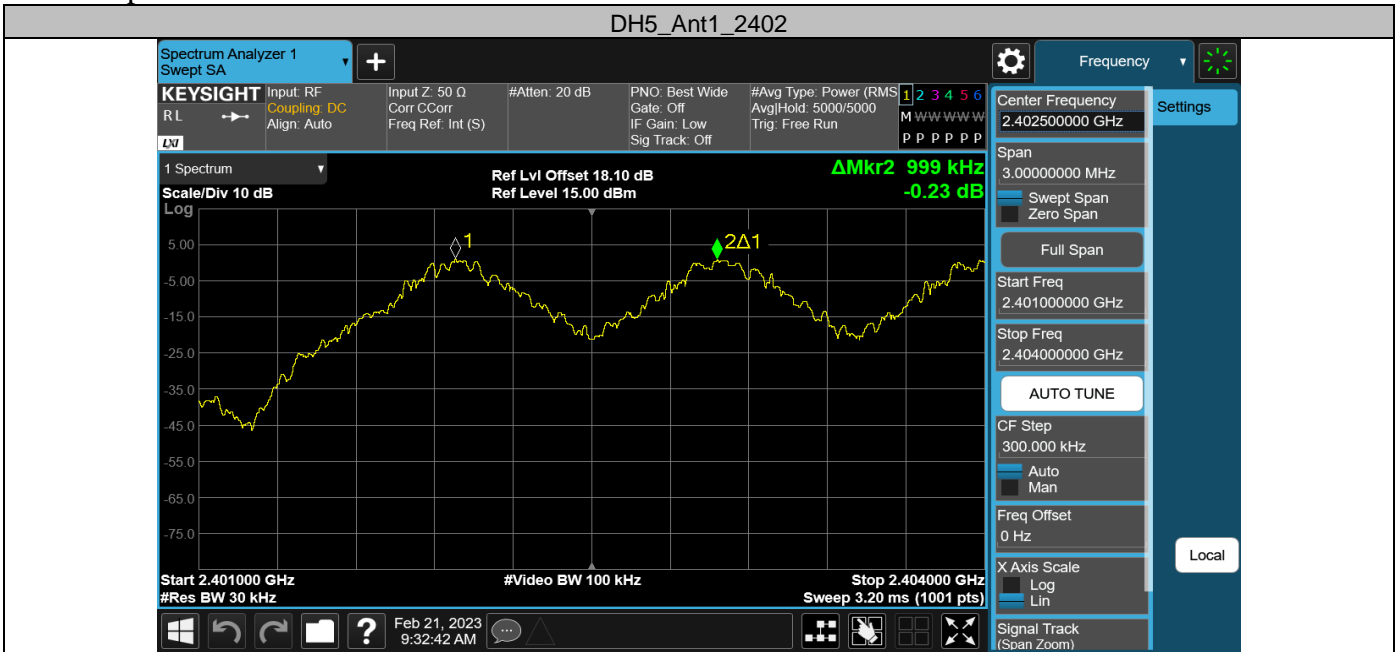 DH5_Ant1_2402
Spectrum Analyzer 1
Swept SA
+
Frequency
KEYSIGHT
RL
LXI
Input: RF
Coupling: DC
Align: Auto
Input Z: 50 Ω
Corr CCorr
Freq Ref: Int (S)
#Atten: 20 dB
PNO: Best Wide
Gate: Off
IF Gain: Low
Sig Track: Off
#Avg Type: Power (RMS
Avg|Hold: 5000/5000
Trig: Free Run
1 2 3 4 5 6
M W W W W W
P P P P P P
1 Spectrum
Scale/Div 10 dB
Ref Lvl Offset 18.10 dB
Ref Level 15.00 dBm
ΔMkr2 999 kHz
-0.23 dB
Log
1
2Δ1
5.00
-5.00
-15.0
-25.0
-35.0
-45.0
-55.0
-65.0
-75.0
Start 2.401000 GHz
#Video BW 100 kHz
Stop 2.404000 GHz
#Res BW 30 kHz
Sweep 3.20 ms (1001 pts)
?
Feb 21, 2023
9:32:42 AM
Center Frequency
2.402500000 GHz
Settings
Span
3.00000000 MHz
Swept Span
Zero Span
Full Span
Start Freq
2.401000000 GHz
Stop Freq
2.404000000 GHz
AUTO TUNE
CF Step
300.000 kHz
Auto
Man
Freq Offset
0 Hz
Local
X Axis Scale
Log
Lin
Signal Track
(Span Zoom)